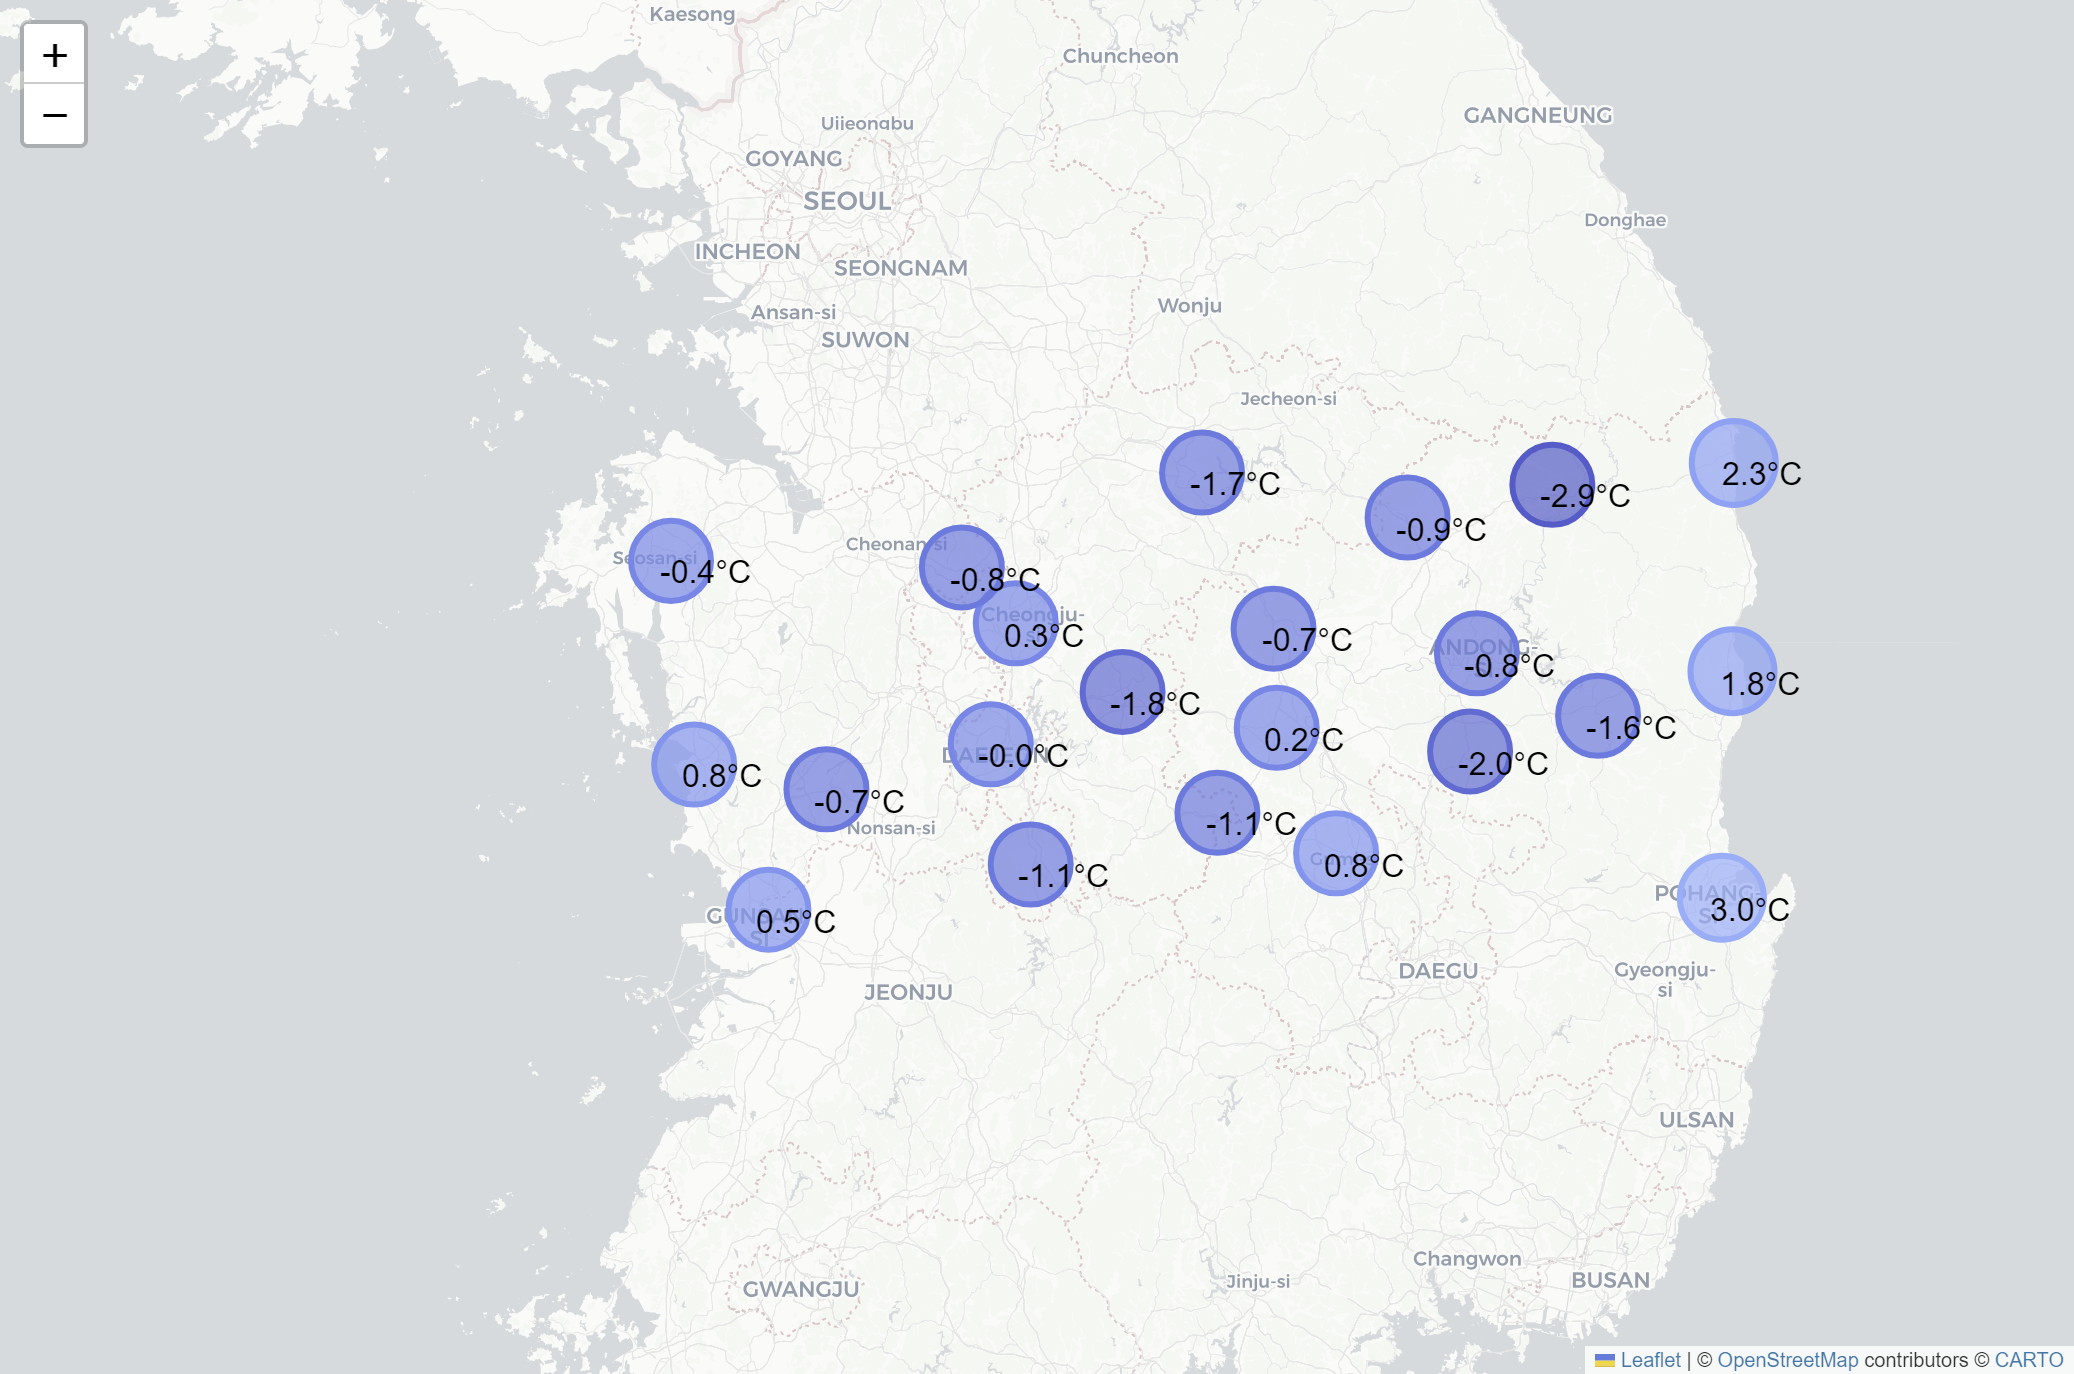 +
−
Kaesong
Chuncheon
GANGNEUNG
Uijeongbu
GOYANG
SEOUL
Donghae
INCHEON
SEONGNAM
Wonju
Ansan-si
SUWON
Jecheon-si
2.3°C
-1.7°C
-2.9°C
-0.9°C
Cheonan-si
Seosan-si
-0.4°C
-0.8°C
Cheongju-
0.3°C
-0.7°C
ANDONG-
-0.8°C
1.8°C
-1.8°C
-1.6°C
0.2°C
DAEJEON
-0.0°C
-2.0°C
0.8°C
-0.7°C
Nonsan-si
-1.1°C
0.8°C
-1.1°C
POHANG-
3.0°C
GUNSAN-
SI
0.5°C
DAEGU
Gyeongju-
si
JEONJU
ULSAN
Changwon
BUSAN
Jinju-si
GWANGJU
Leaflet | © OpenStreetMap contributors © CARTO